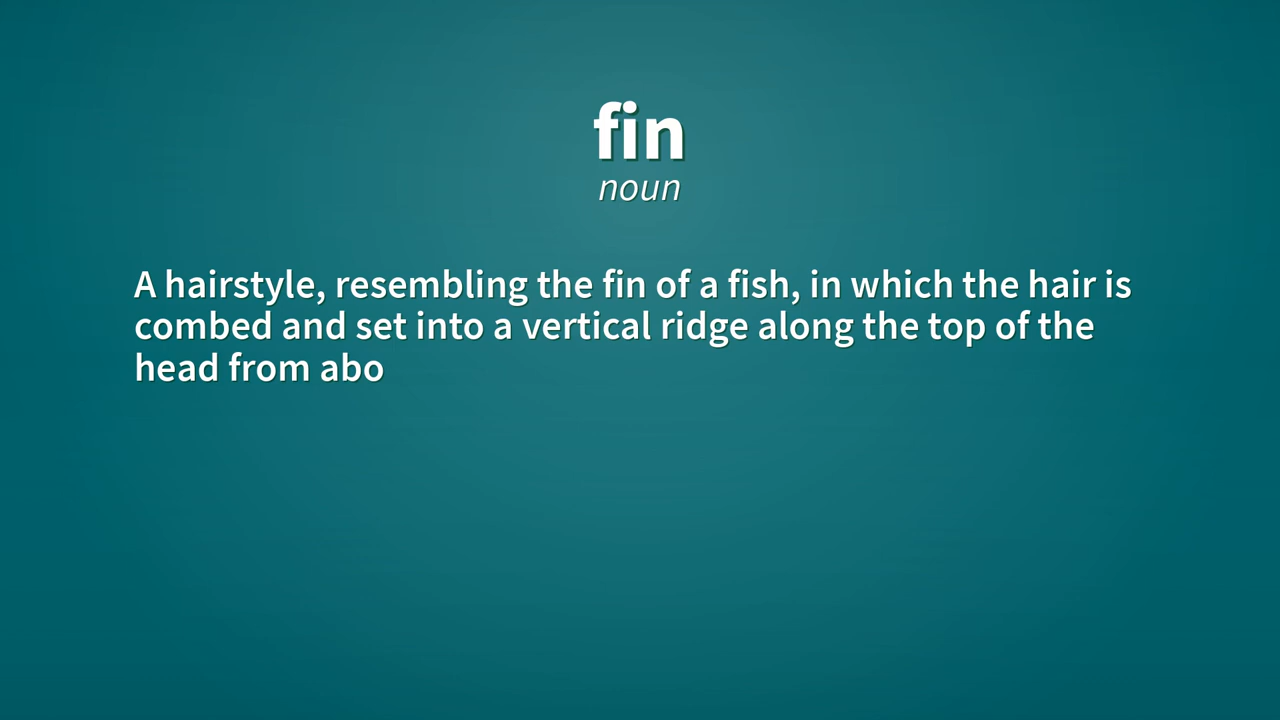 fin
noun
A hairstyle, resembling the fin of a fish, in which the hair is
combed and set into a vertical ridge along the top of the
head from abo